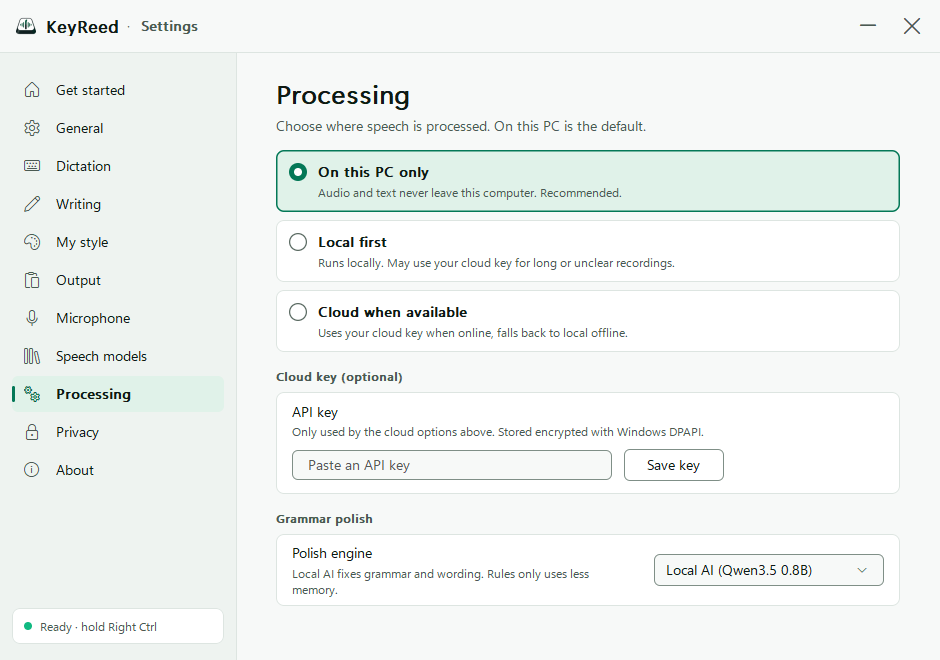 KeyReed · Settings
Get started
General
Dictation
Writing
My style
Output
Microphone
Speech models
Processing
Privacy
About
Ready · hold Right Ctrl
Processing
Choose where speech is processed. On this PC is the default.
On this PC only
Audio and text never leave this computer. Recommended.
Local first
Runs locally. May use your cloud key for long or unclear recordings.
Cloud when available
Uses your cloud key when online, falls back to local offline.
Cloud key (optional)
API key
Only used by the cloud options above. Stored encrypted with Windows DPAPI.
Paste an API key
Save key
Grammar polish
Polish engine
Local AI fixes grammar and wording. Rules only uses less
memory.
Local AI (Qwen3.5 0.8B)